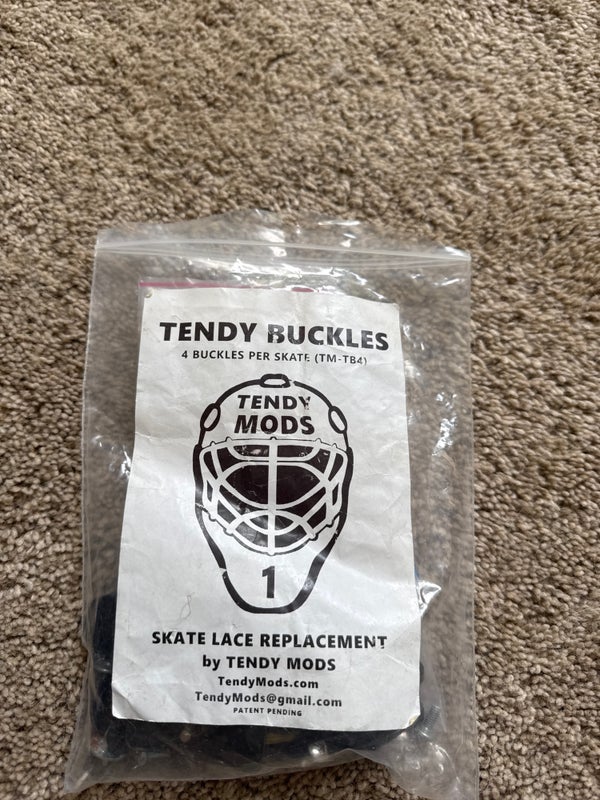 TENDY BUCKLES
4 BUCKLES PER SKATE (TM-TB4)
TENDY
MODS
1
SKATE LACE REPLACEMENT
by TENDY MODS
TendyMods.com
TendyMods@gmail.com
PATENT PENDING